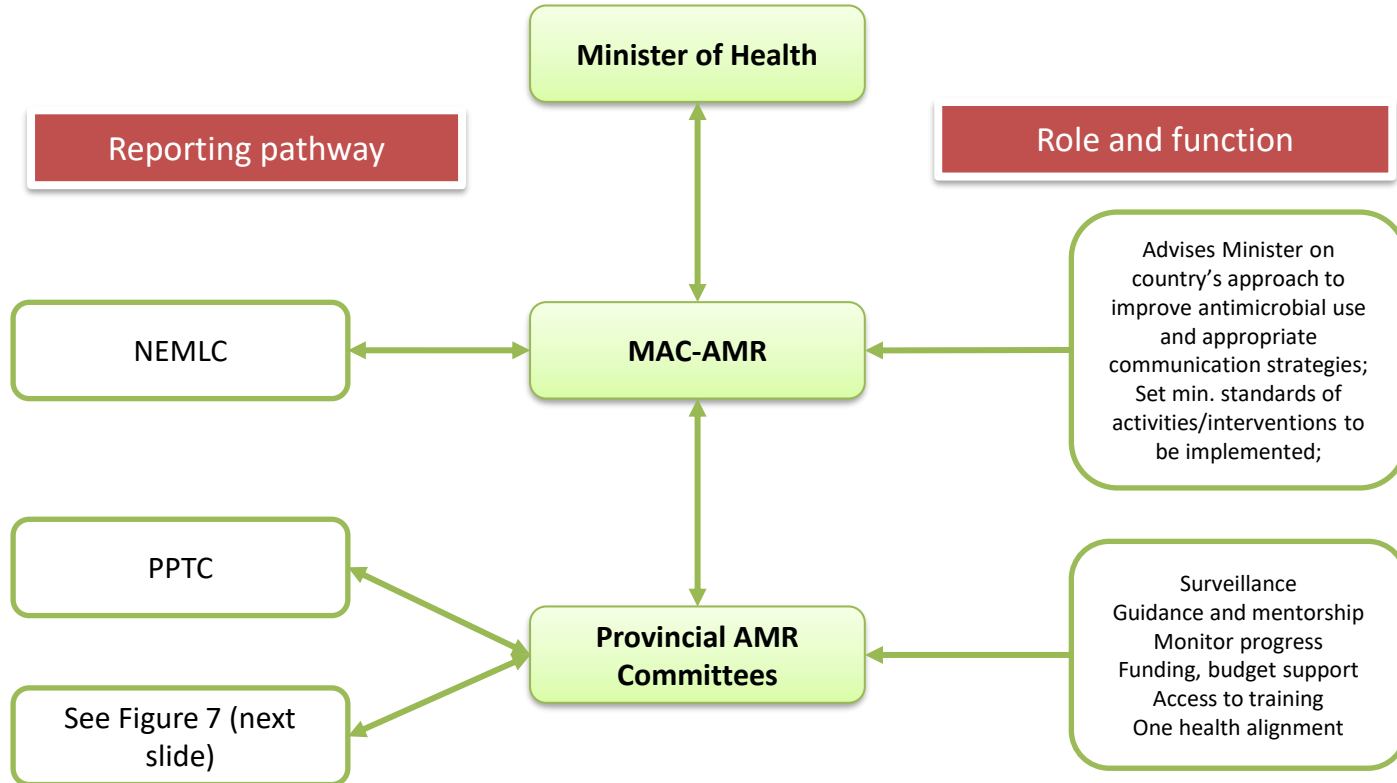 Minister of Health
Reporting pathway
Role and function
NEMLC
MAC-AMR
Advises Minister on
country’s approach to
improve antimicrobial use
and appropriate
communication strategies;
Set min. standards of
activities/interventions to
be implemented;
PPTC
Provincial AMR
Committees
See Figure 7 (next
slide)
Surveillance
Guidance and mentorship
Monitor progress
Funding, budget support
Access to training
One health alignment